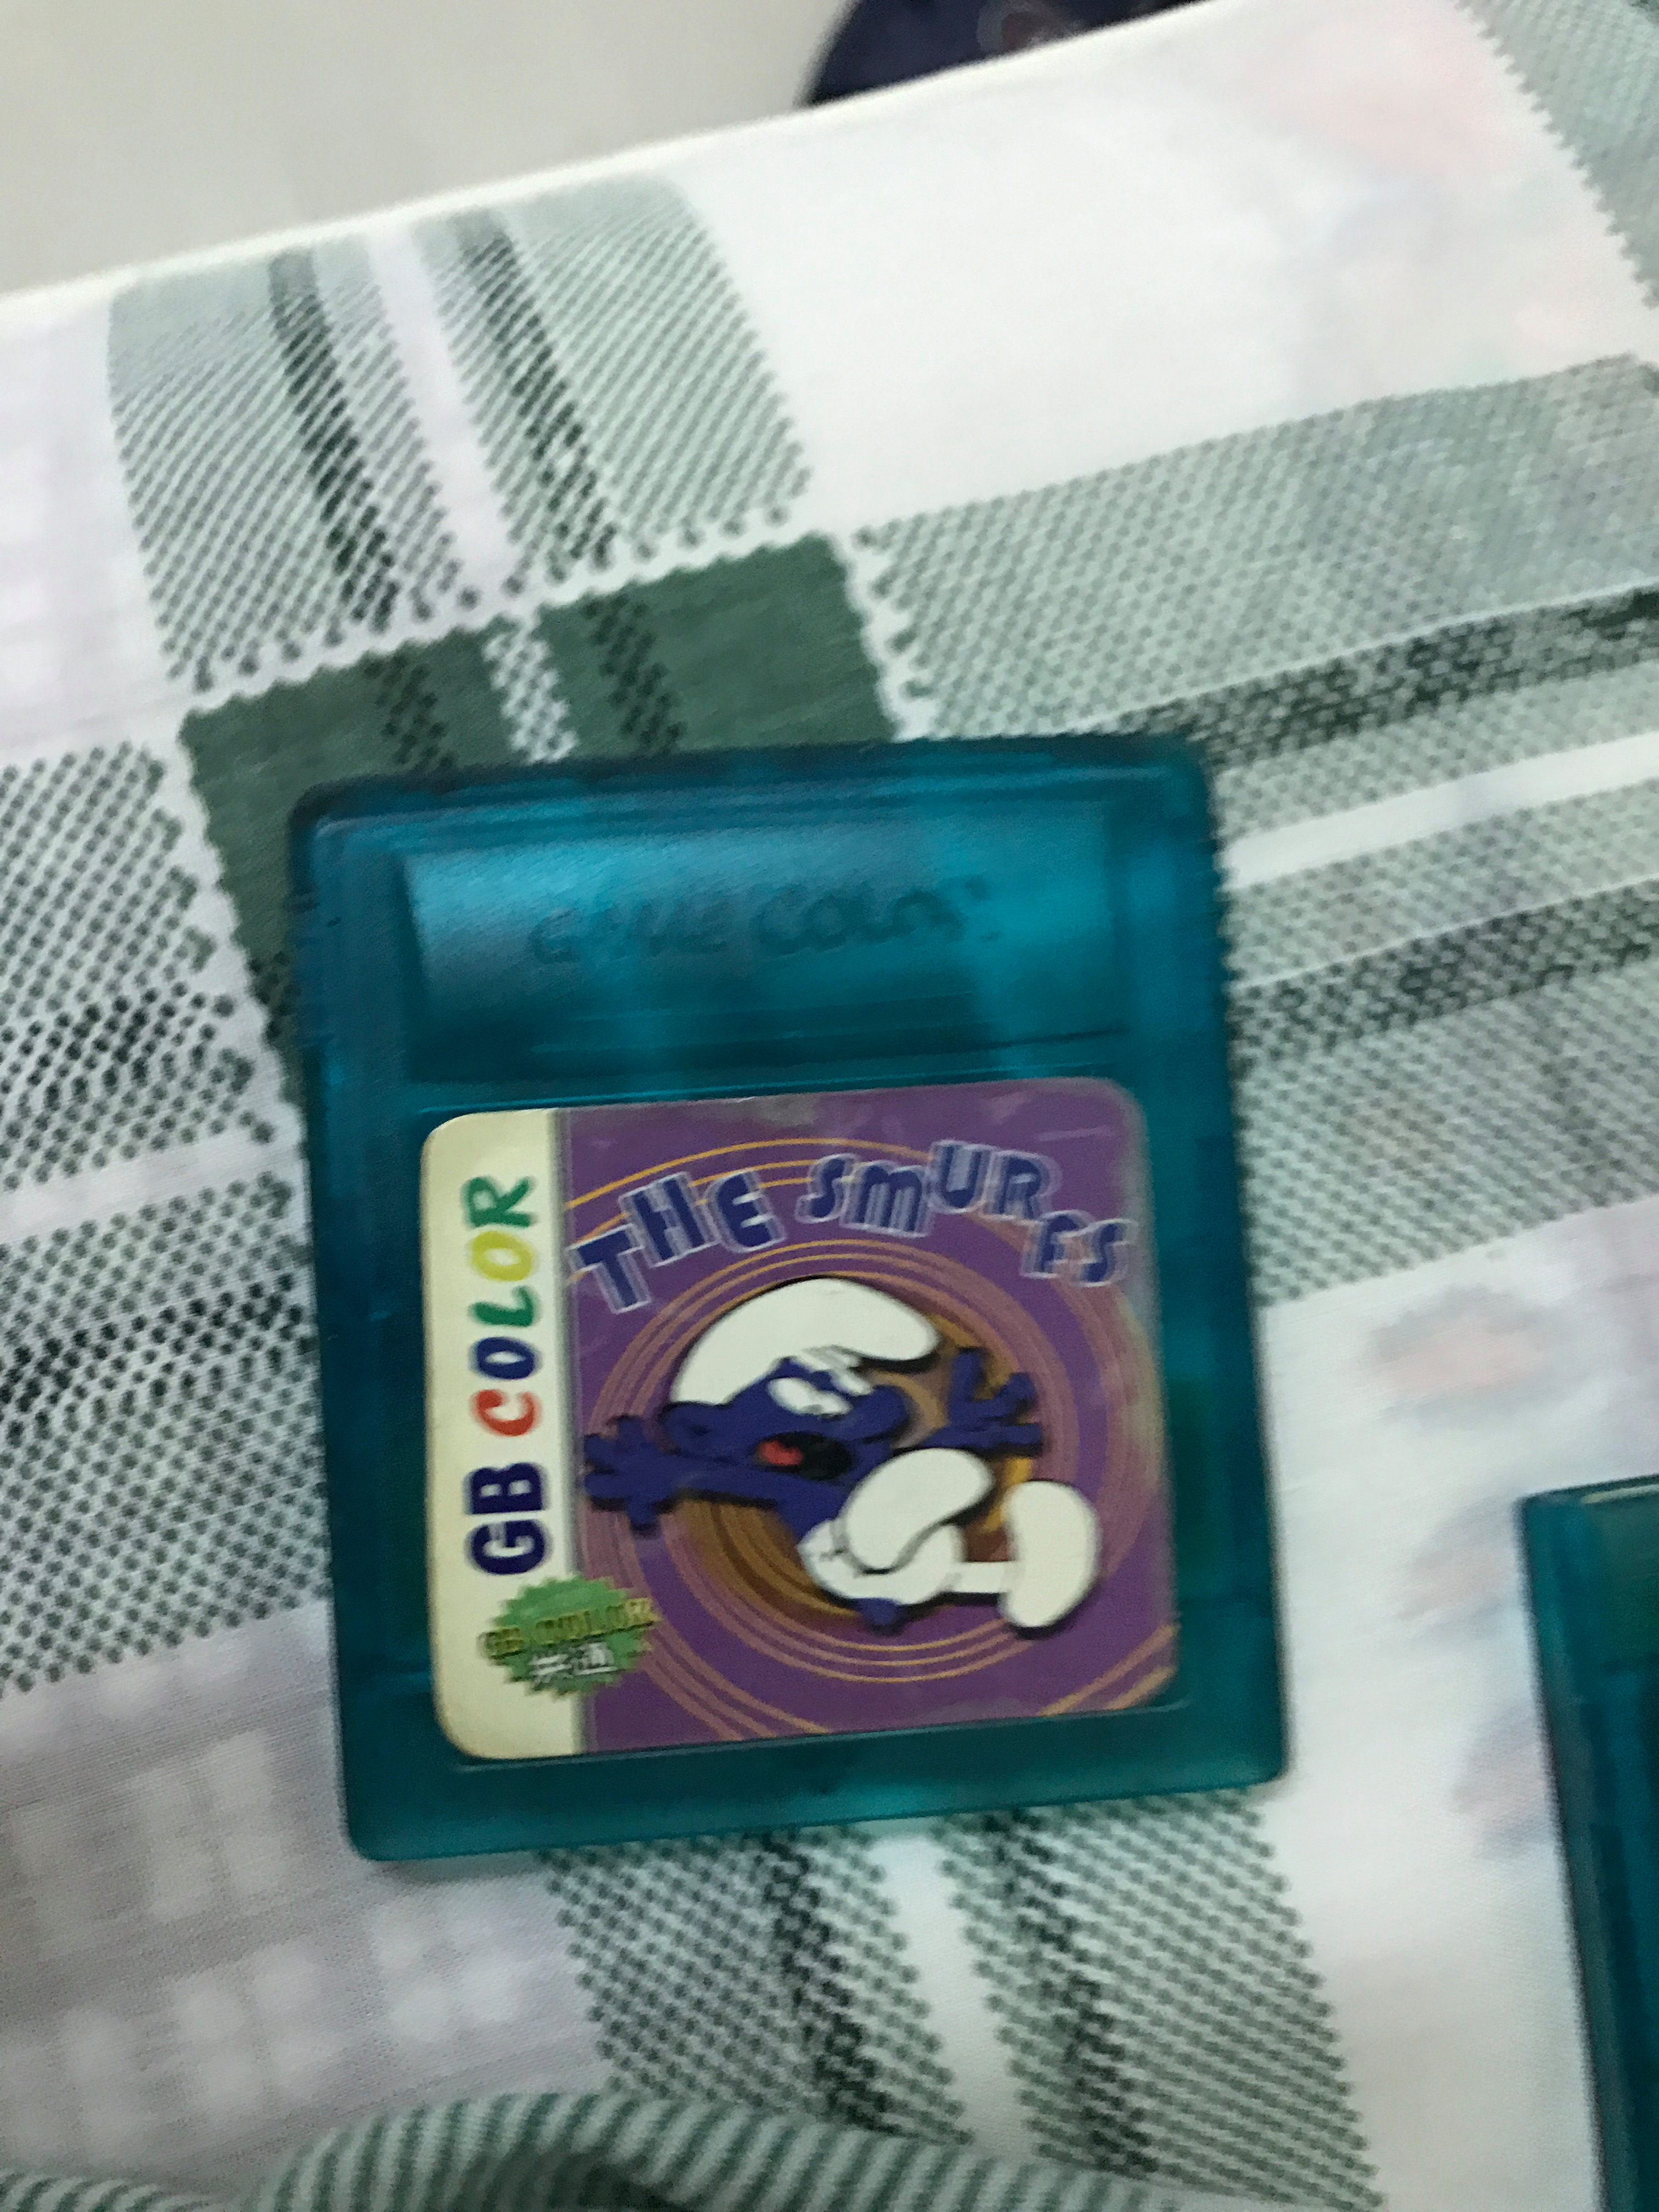 GAME COLOR
THE SMURFS
GB COLOR
GB COLOR
共通